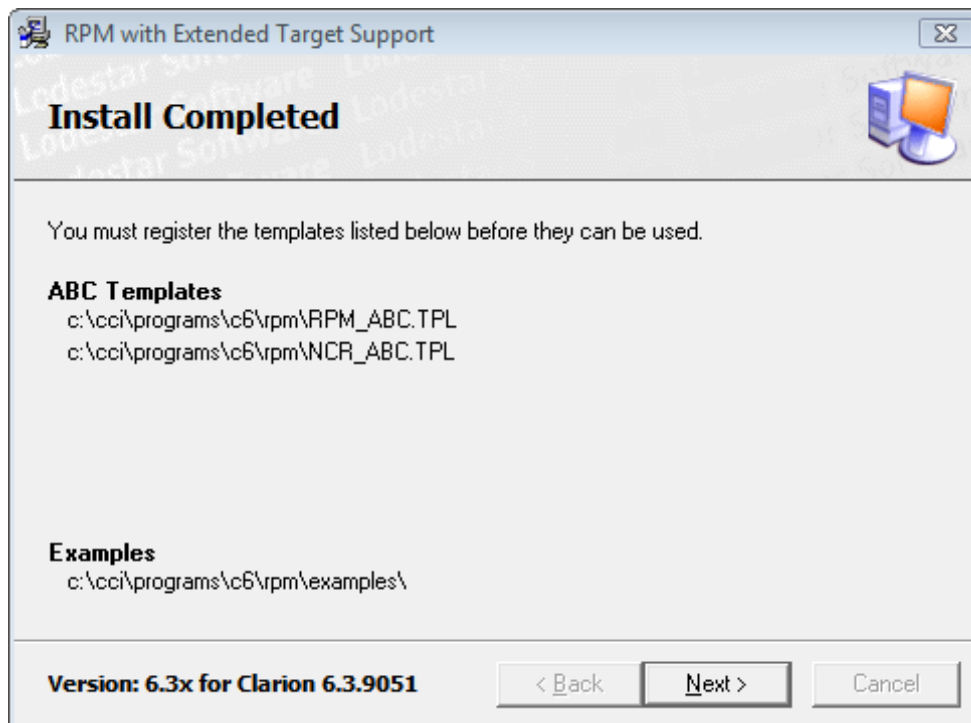 RPM with Extended Target Support
Install Completed
You must register the templates listed below before they can be used.
ABC Templates
c:\cci\programs\c6\rpm\RPM_ABC.TPL
c:\cci\programs\c6\rpm\NCR_ABC.TPL
Examples
c:\cci\programs\c6\rpm\examples\
Version: 6.3x for Clarion 6.3.9051
< Back
Next >
Cancel